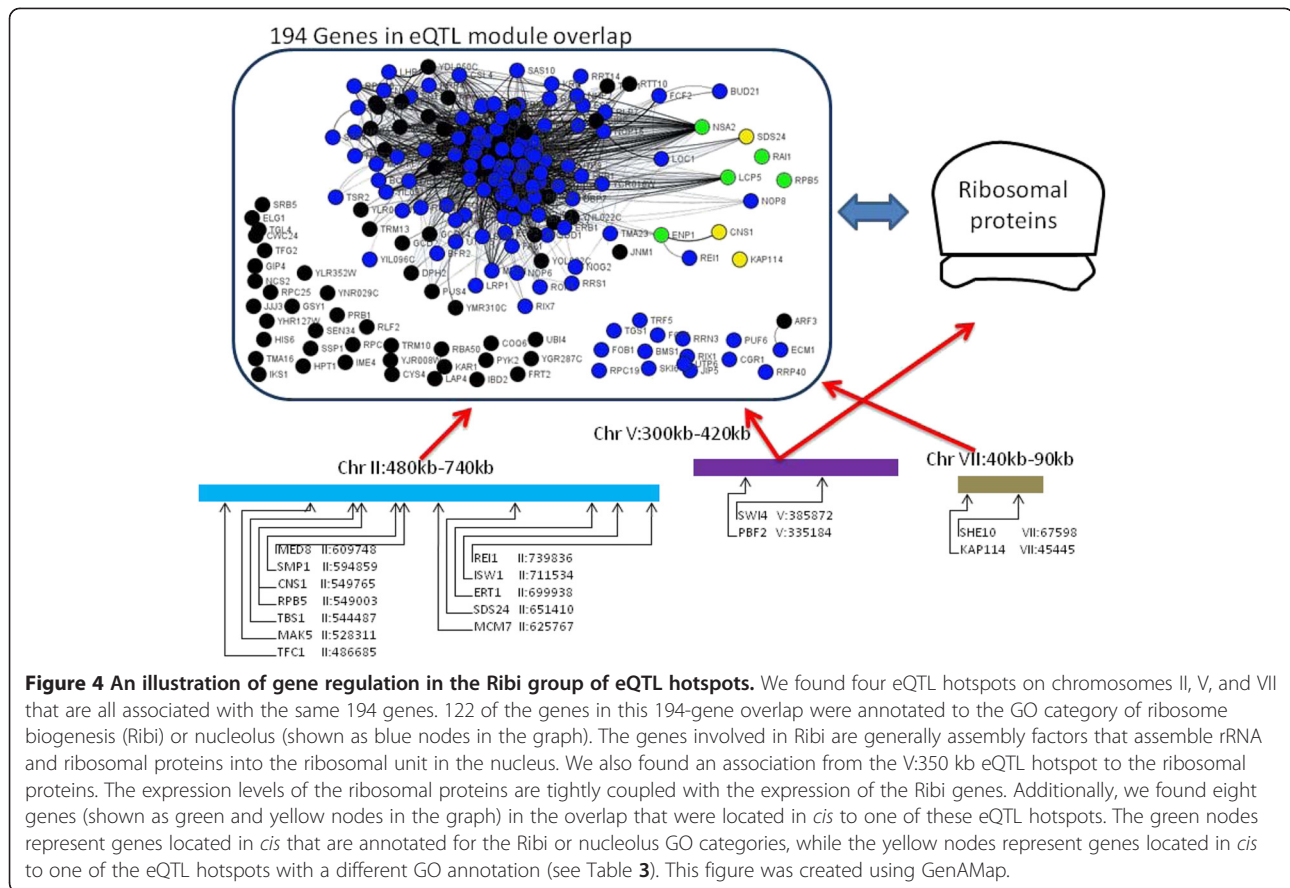 194 Genes in eQTL module overlap
YDL050C
SAS10
RRT14
RTT10
FCF2
BUD21
NSA2
SDS24
LOC1
RAI1
LCP5
RPB5
NOP8
TSR2
UBP7
TMA23
ENP1
CNS1
ERB1
REI1
KAP114
JNM1
TRM13
YIL096C
BFR2
DPH2
NOP6
NOG2
LRP1
RRS1
PUS4
YMR310C
RIX7
SRB5
ELG1
TGL4
CWC24
TFG2
GIP4
YLR352W
NCS2
RPC25
YNR029C
JJJ3
GSY1
PRB1
YHR127W
SEN34
RLF2
HIS6
SSP1
RPC
TRM10
RBA50
COQ6
UBI4
TMA16
HPT1
IME4
YJR008W
KAR1
PYK2
YGR287C
IKS1
CYS4
LAP4
IBD2
FRT2
TRF5
TGS1
RRN3
PUF6
ARF3
FOB1
BMS1
RIX1
ECM1
UTP6
CGR1
RPC19
SKI6
JIP5
RRP40
Ribosomal
proteins
Chr II:480kb-740kb
Chr V:300kb-420kb
Chr VII:40kb-90kb
MED8 II:609748
SMP1 II:594859
CNS1 II:549765
RPB5 II:549003
TBS1 II:544487
MAK5 II:528311
TFC1 II:486685
REI1 II:739836
ISW1 II:711534
ERT1 II:699938
SDS24 II:651410
MCM7 II:625767
SWI4 V:385872
PBF2 V:335184
SHE10 VII:67598
KAP114 VII:45445
Figure 4 An illustration of gene regulation in the Ribi group of eQTL hotspots. We found four eQTL hotspots on chromosomes II, V, and VII
that are all associated with the same 194 genes. 122 of the genes in this 194-gene overlap were annotated to the GO category of ribosome
biogenesis (Ribi) or nucleolus (shown as blue nodes in the graph). The genes involved in Ribi are generally assembly factors that assemble rRNA
and ribosomal proteins into the ribosomal unit in the nucleus. We also found an association from the V:350 kb eQTL hotspot to the ribosomal
proteins. The expression levels of the ribosomal proteins are tightly coupled with the expression of the Ribi genes. Additionally, we found eight
genes (shown as green and yellow nodes in the graph) in the overlap that were located in cis to one of these eQTL hotspots. The green nodes
represent genes located in cis that are annotated for the Ribi or nucleolus GO categories, while the yellow nodes represent genes located in cis
to one of the eQTL hotspots with a different GO annotation (see Table 3). This figure was created using GenAMap.